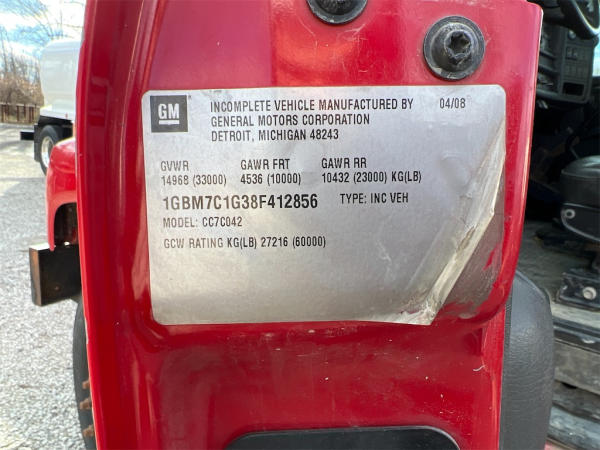 GM
INCOMPLETE VEHICLE MANUFACTURED BY 04/08
GENERAL MOTORS CORPORATION
DETROIT, MICHIGAN 48243
GVWR GAWR FRT GAWR RR
14968 (33000) 4536 (10000) 10432 (23000) KG(LB)
1GBM7C1G38F412856 TYPE: INC VEH
MODEL: CC7C042
GCW RATING KG(LB) 27216 (60000)